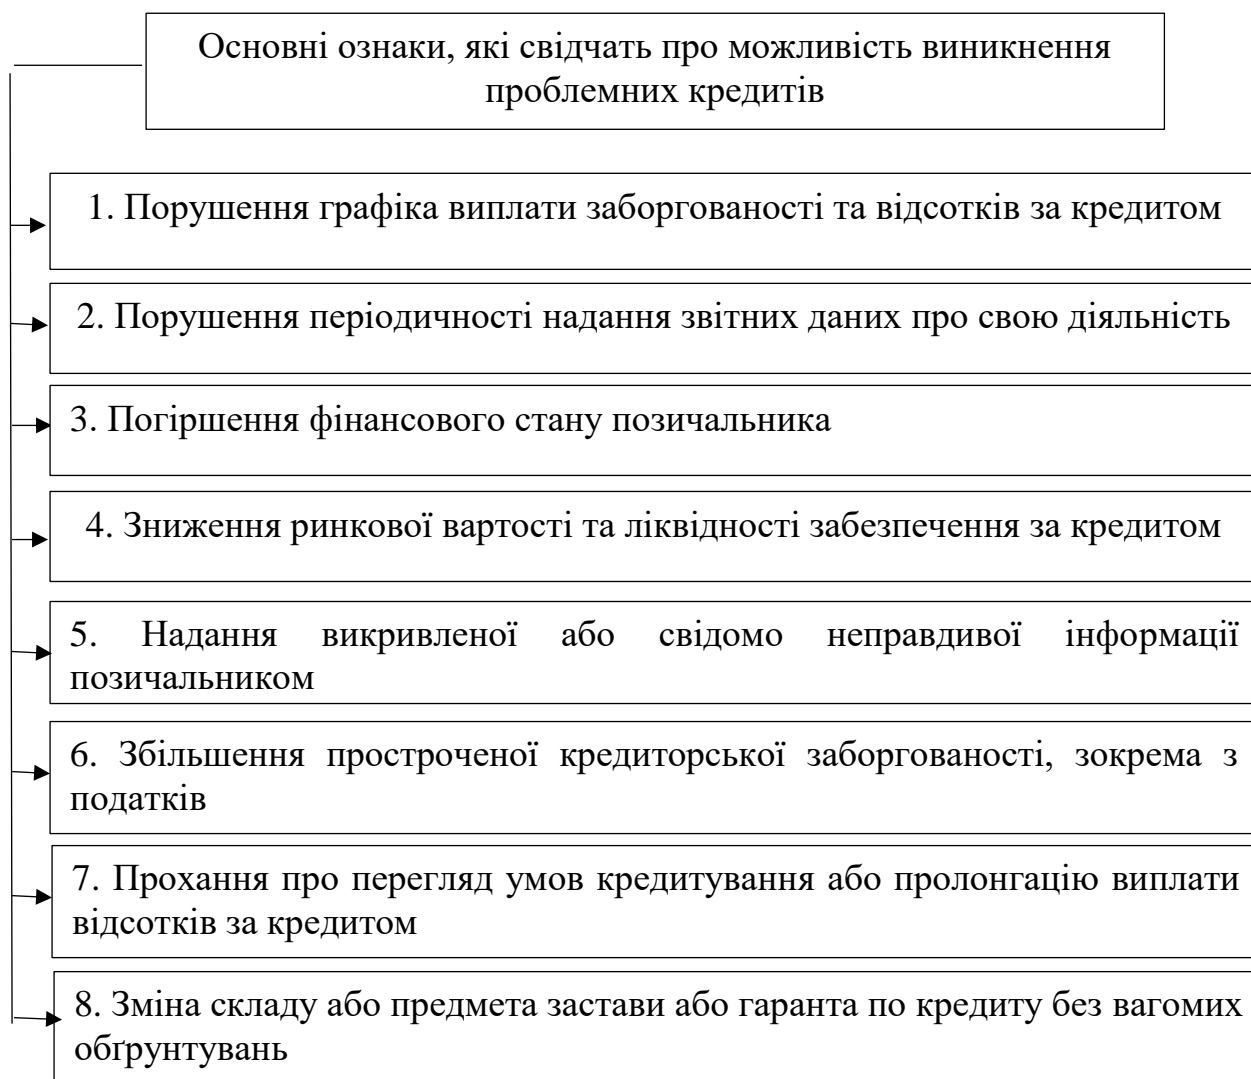 Основні ознаки, які свідчать про можливість виникнення
проблемних кредитів
1. Порушення графіка виплати заборгованості та відсотків за кредитом
2. Порушення періодичності надання звітних даних про свою діяльність
3. Погіршення фінансового стану позичальника
4. Зниження ринкової вартості та ліквідності забезпечення за кредитом
5. Надання викривленої або свідомо неправдивої інформації
позичальником
6. Збільшення простроченої кредиторської заборгованості, зокрема з
податків
7. Прохання про перегляд умов кредитування або пролонгацію виплати
відсотків за кредитом
8. Зміна складу або предмета застави або гаранта по кредиту без вагомих
обґрунтувань